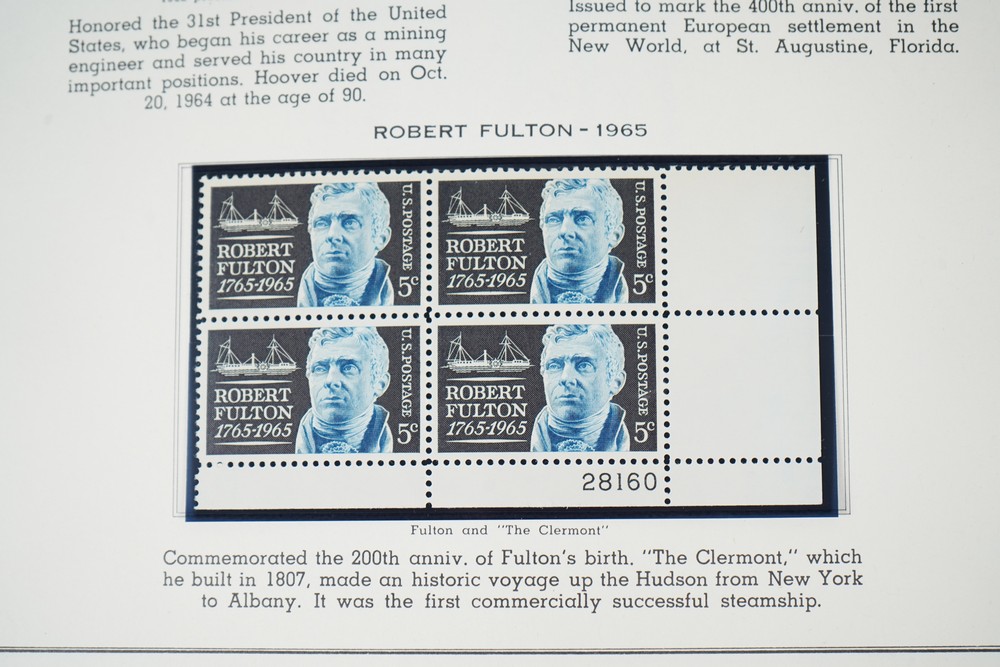 Honored the 31st President of the United
States, who began his career as a mining
engineer and served his country in many
important positions. Hoover died on Oct.
20, 1964 at the age of 90.
Issued to mark the 400th anniv. of the first
permanent European settlement in the
New World, at St. Augustine, Florida.
ROBERT FULTON - 1965
ROBERT
FULTON
1765-1965
U.S. POSTAGE
5c
ROBERT
FULTON
1765-1965
U.S. POSTAGE
5c
ROBERT
FULTON
1765-1965
U.S. POSTAGE
5c
ROBERT
FULTON
1765-1965
U.S. POSTAGE
5c
28160
Fulton and "The Clermont"
Commemorated the 200th anniv. of Fulton's birth. "The Clermont," which
he built in 1807, made an historic voyage up the Hudson from New York
to Albany. It was the first commercially successful steamship.